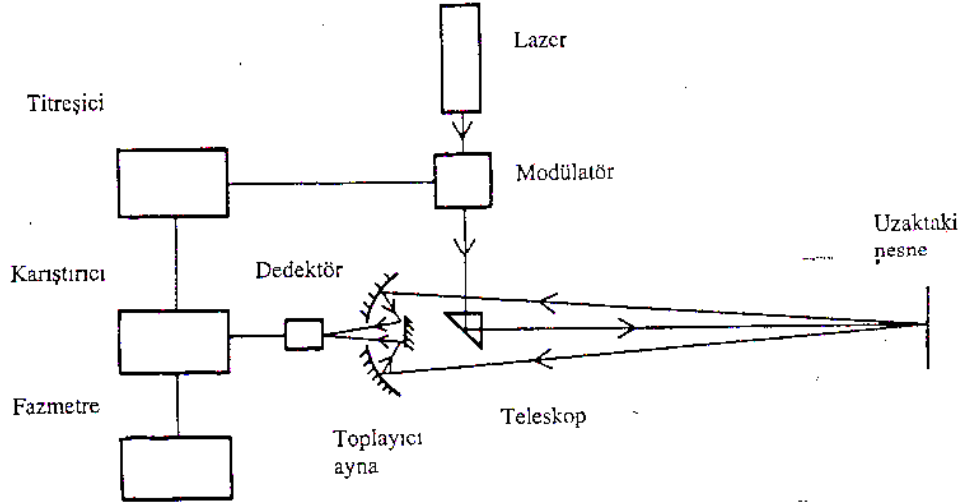 Lazer
Titreşici
Modülatör
Uzaktaki
nesne
Karıştırıcı
Dedektör
Fazmetre
Teleskop
Toplayıcı
ayna